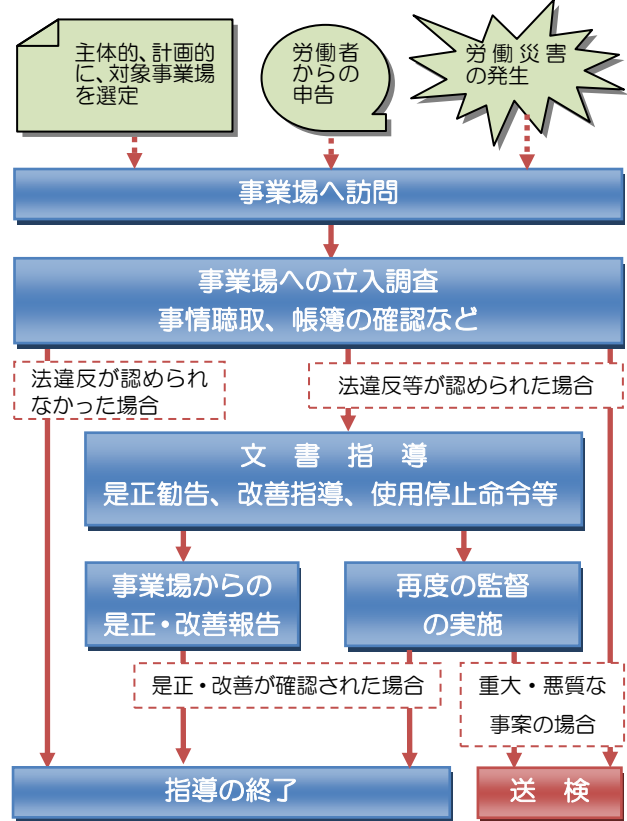 主体的、計画的
に、対象事業場
を選定
労働者
からの
申告
労働災害
の発生
事業場へ訪問
事業場への立入調査
事情聴取、帳簿の確認など
法違反が認められ
なかった場合
法違反等が認められた場合
文　書　指　導
是正勧告、改善指導、使用停止命令等
事業場からの
是正・改善報告
再度の監督
の実施
是正・改善が確認された場合
重大・悪質な
事案の場合
指導の終了
送　検